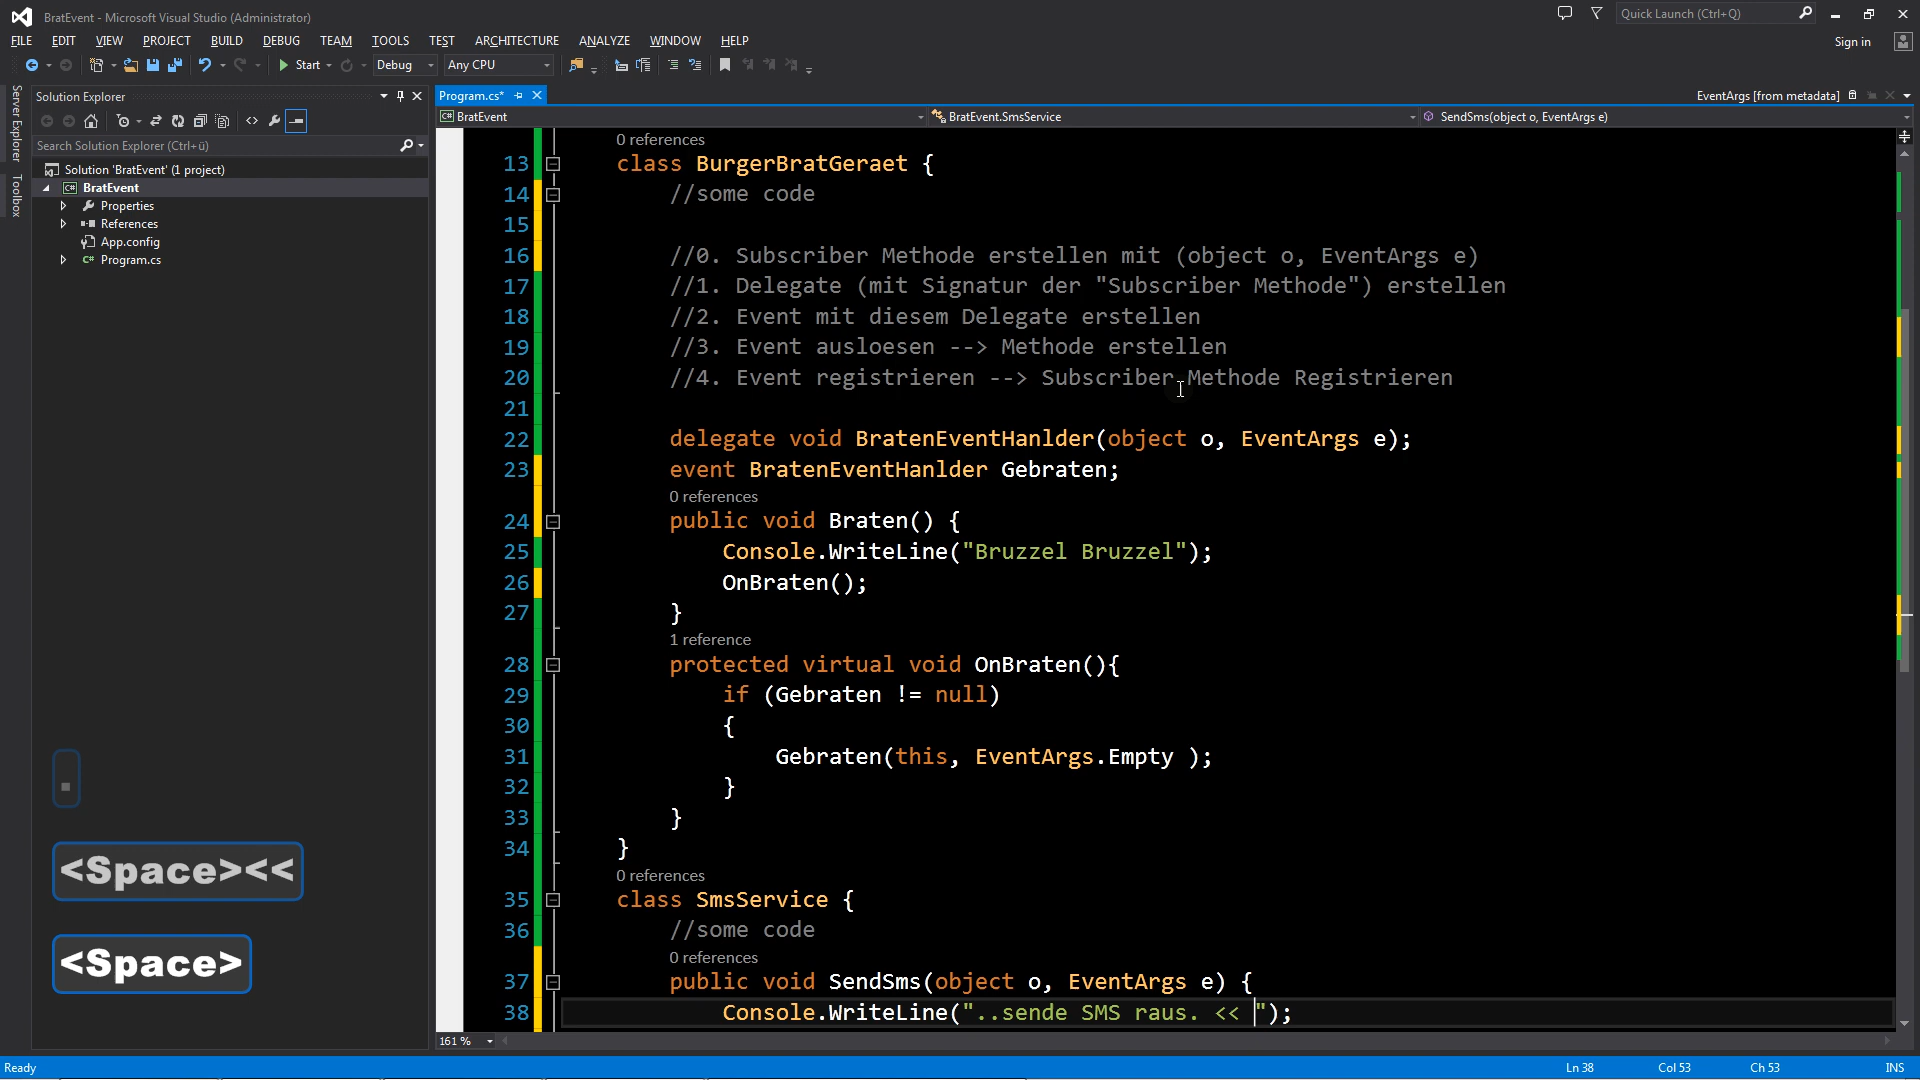 BratEvent - Microsoft Visual Studio (Administrator)
Quick Launch (Ctrl+Q)
FILE EDIT VIEW PROJECT BUILD DEBUG TEAM TOOLS TEST ARCHITECTURE ANALYZE WINDOW HELP
Sign in
Start Debug Any CPU
Server Explorer
Toolbox
Solution Explorer
Search Solution Explorer (Ctrl+ü)
Solution 'BratEvent' (1 project)
C# BratEvent
Properties
References
App.config
C# Program.cs
Program.cs*
EventArgs [from metadata]
C# BratEvent
BratEvent.SmsService
SendSms(object o, EventArgs e)
0 references
13 class BurgerBratGeraet {
14 //some code
15
16 //0. Subscriber Methode erstellen mit (object o, EventArgs e)
17 //1. Delegate (mit Signatur der "Subscriber Methode") erstellen
18 //2. Event mit diesem Delegate erstellen
19 //3. Event ausloesen --> Methode erstellen
20 //4. Event registrieren --> Subscriber Methode Registrieren
21
22 delegate void BratenEventHanlder(object o, EventArgs e);
23 event BratenEventHanlder Gebraten;
0 references
24 public void Braten() {
25 Console.WriteLine("Bruzzel Bruzzel");
26 OnBraten();
27 }
1 reference
28 protected virtual void OnBraten(){
29 if (Gebraten != null)
30 {
31 Gebraten(this, EventArgs.Empty );
32 }
33 }
34 }
0 references
35 class SmsService {
36 //some code
0 references
37 public void SendSms(object o, EventArgs e) {
38 Console.WriteLine("..sende SMS raus. << ");
.
<Space><<
<Space>
161 %
Ready
Ln 38 Col 53 Ch 53 INS